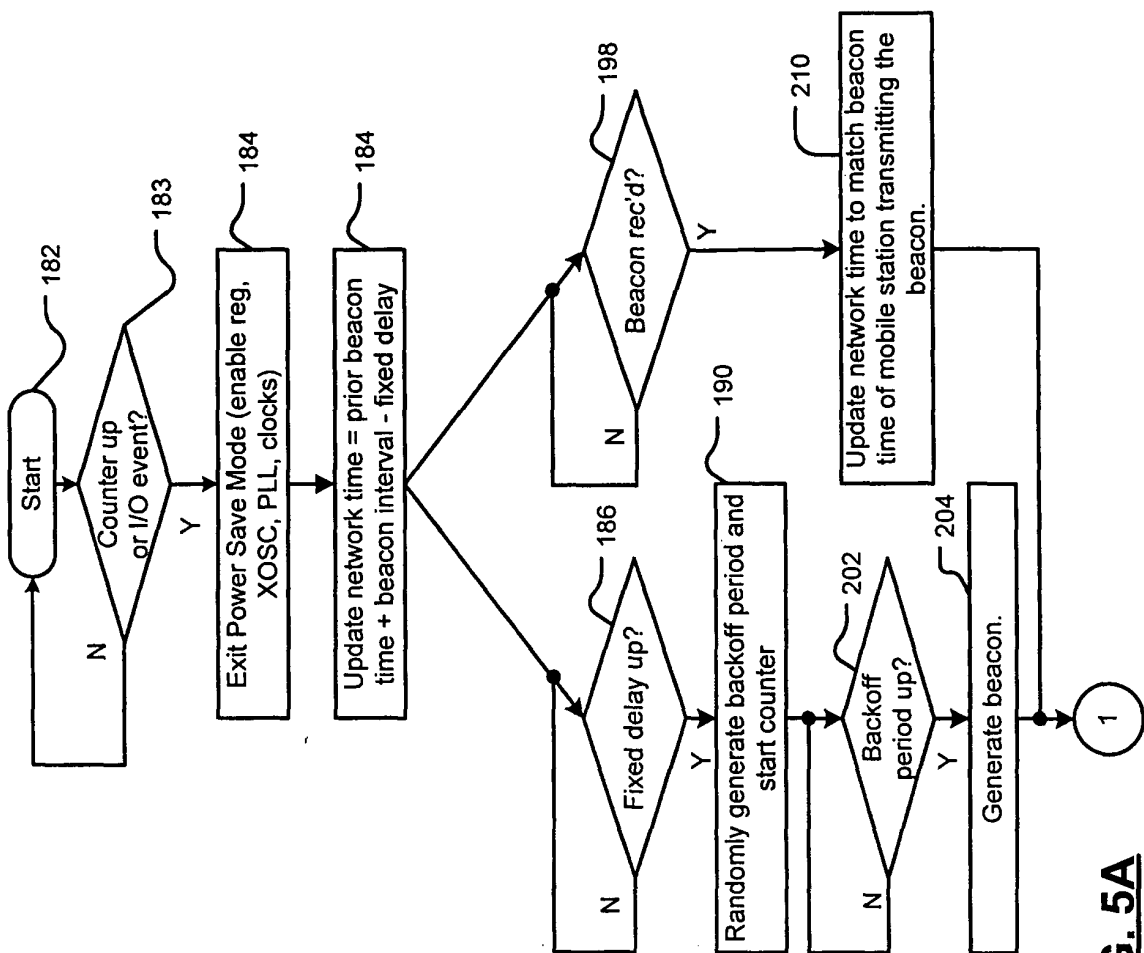 Start
182
Counter up
or I/O event?
183
N
Y
Exit Power Save Mode (enable reg,
XOSC, PLL, clocks)
184
Update network time = prior beacon
time + beacon interval - fixed delay
184
Fixed delay up?
186
N
Y
Randomly generate backoff period and
start counter
190
Backoff
period up?
202
N
Y
Generate beacon.
204
Beacon rec'd?
198
N
Y
Update network time to match beacon
time of mobile station transmitting the
beacon.
210
1
G. 5A